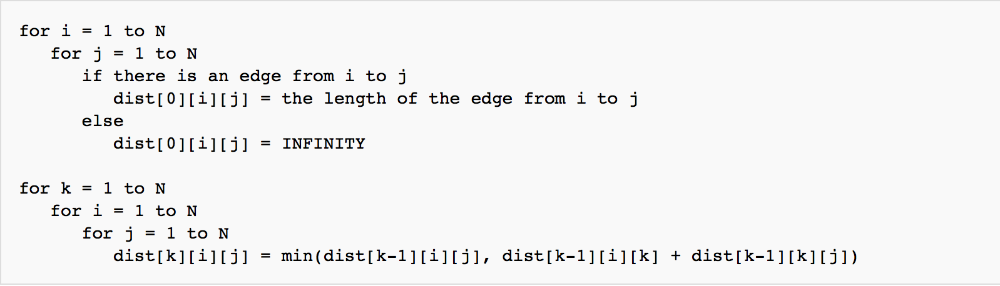 for i = 1 to N
   for j = 1 to N
      if there is an edge from i to j
         dist[0][i][j] = the length of the edge from i to j
      else
         dist[0][i][j] = INFINITY

for k = 1 to N
   for i = 1 to N
      for j = 1 to N
         dist[k][i][j] = min(dist[k-1][i][j], dist[k-1][i][k] + dist[k-1][k][j])